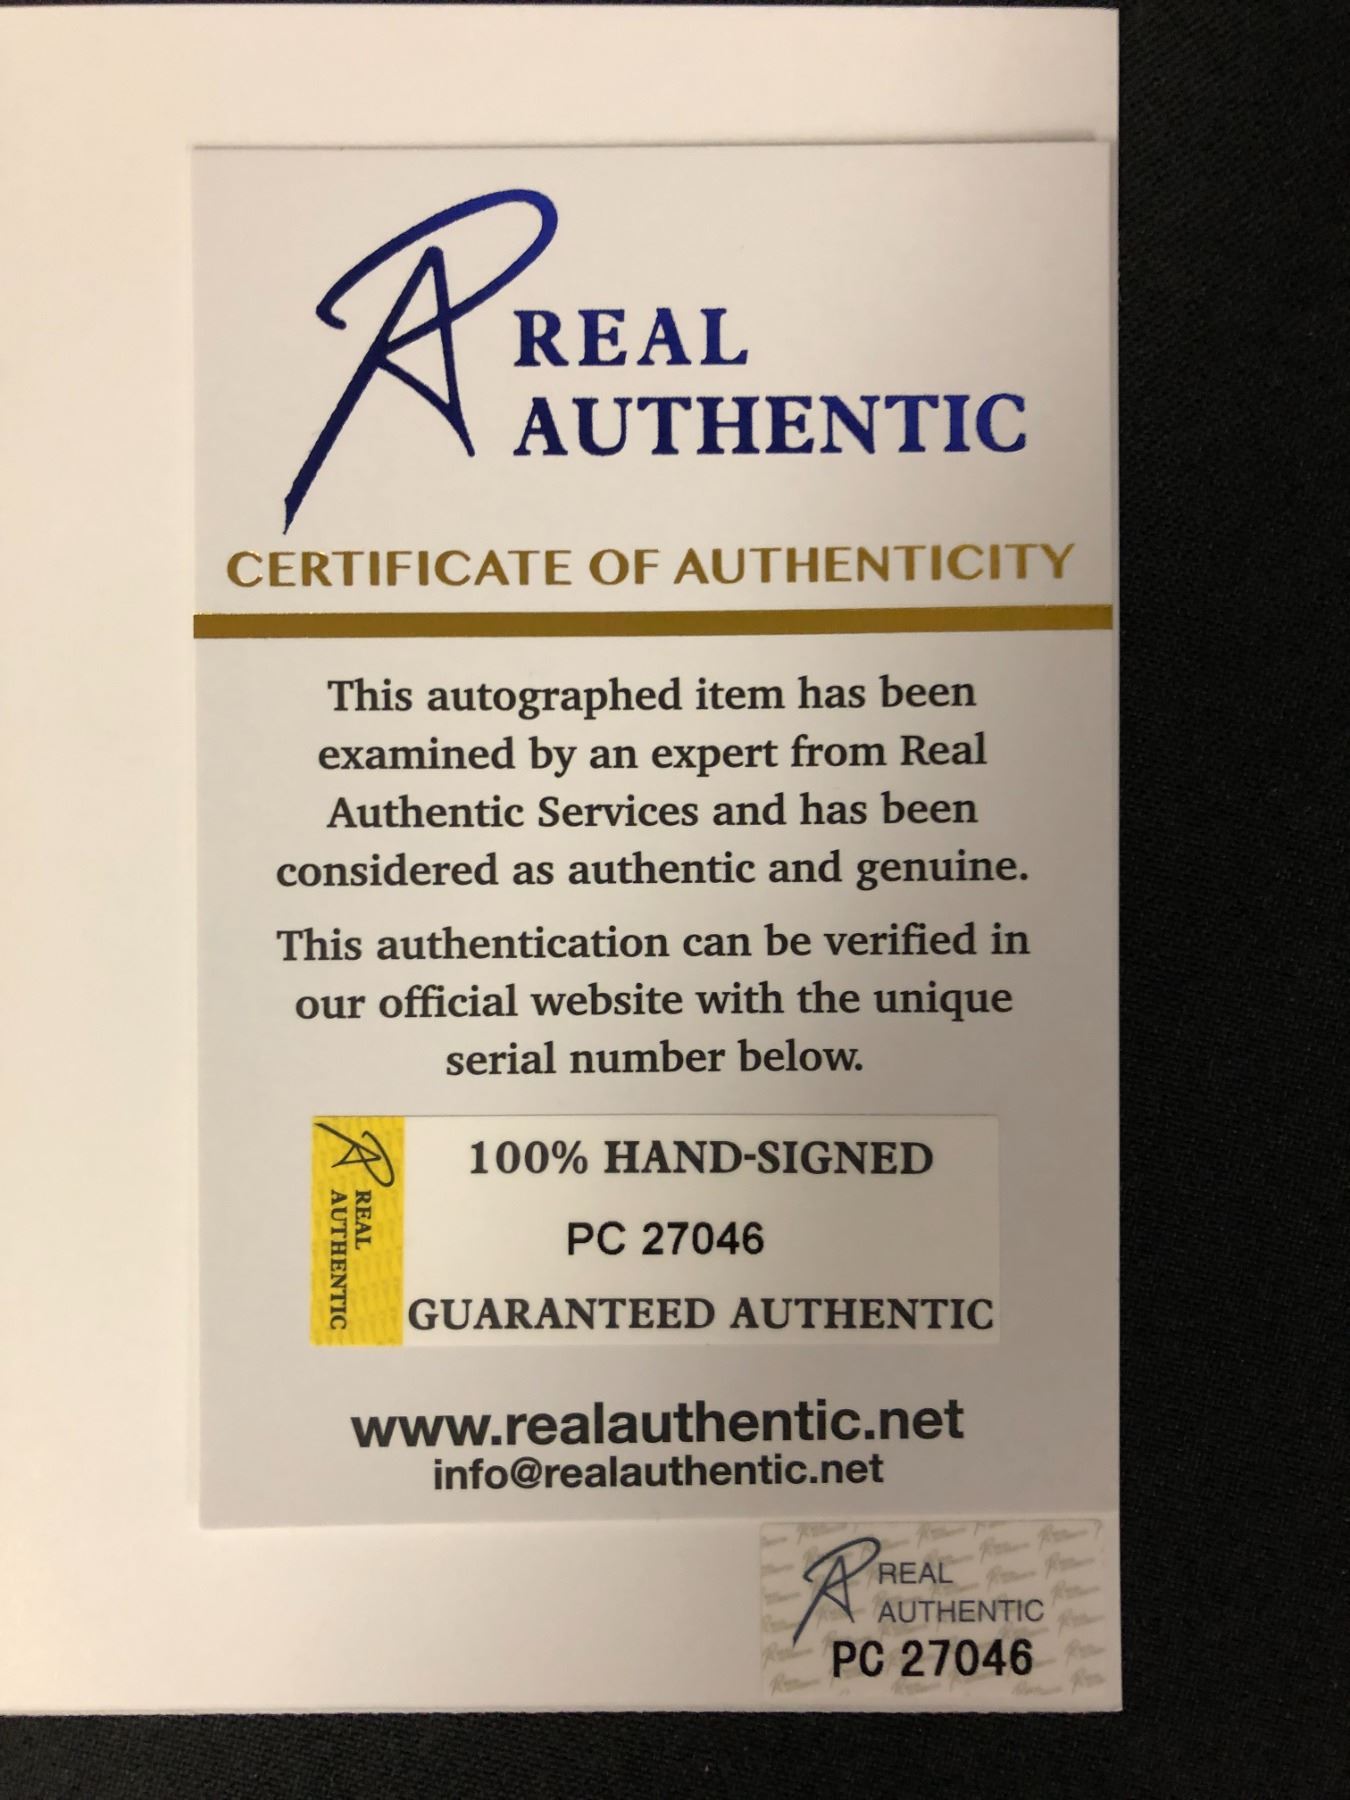 REAL
AUTHENTIC
CERTIFICATE OF AUTHENTICITY
This autographed item has been
examined by an expert from Real
Authentic Services and has been
considered as authentic and genuine.
This authentication can be verified in
our official website with the unique
serial number below.
REAL
AUTHENTIC
100% HAND-SIGNED
PC 27046
GUARANTEED AUTHENTIC
www.realauthentic.net
info@realauthentic.net
REAL
AUTHENTIC
PC 27046